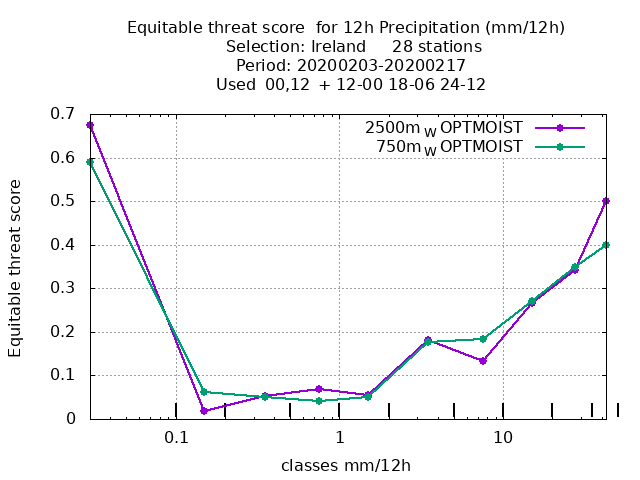 Equitable threat score  for 12h Precipitation (mm/12h)
Selection: Ireland     28 stations
Period: 20200203-20200217
Used  00,12  + 12-00 18-06 24-12
2500m W OPTMOIST
750m W OPTMOIST
Equitable threat score
0.7
0.6
0.5
0.4
0.3
0.2
0.1
0
0.1 1 10
classes mm/12h